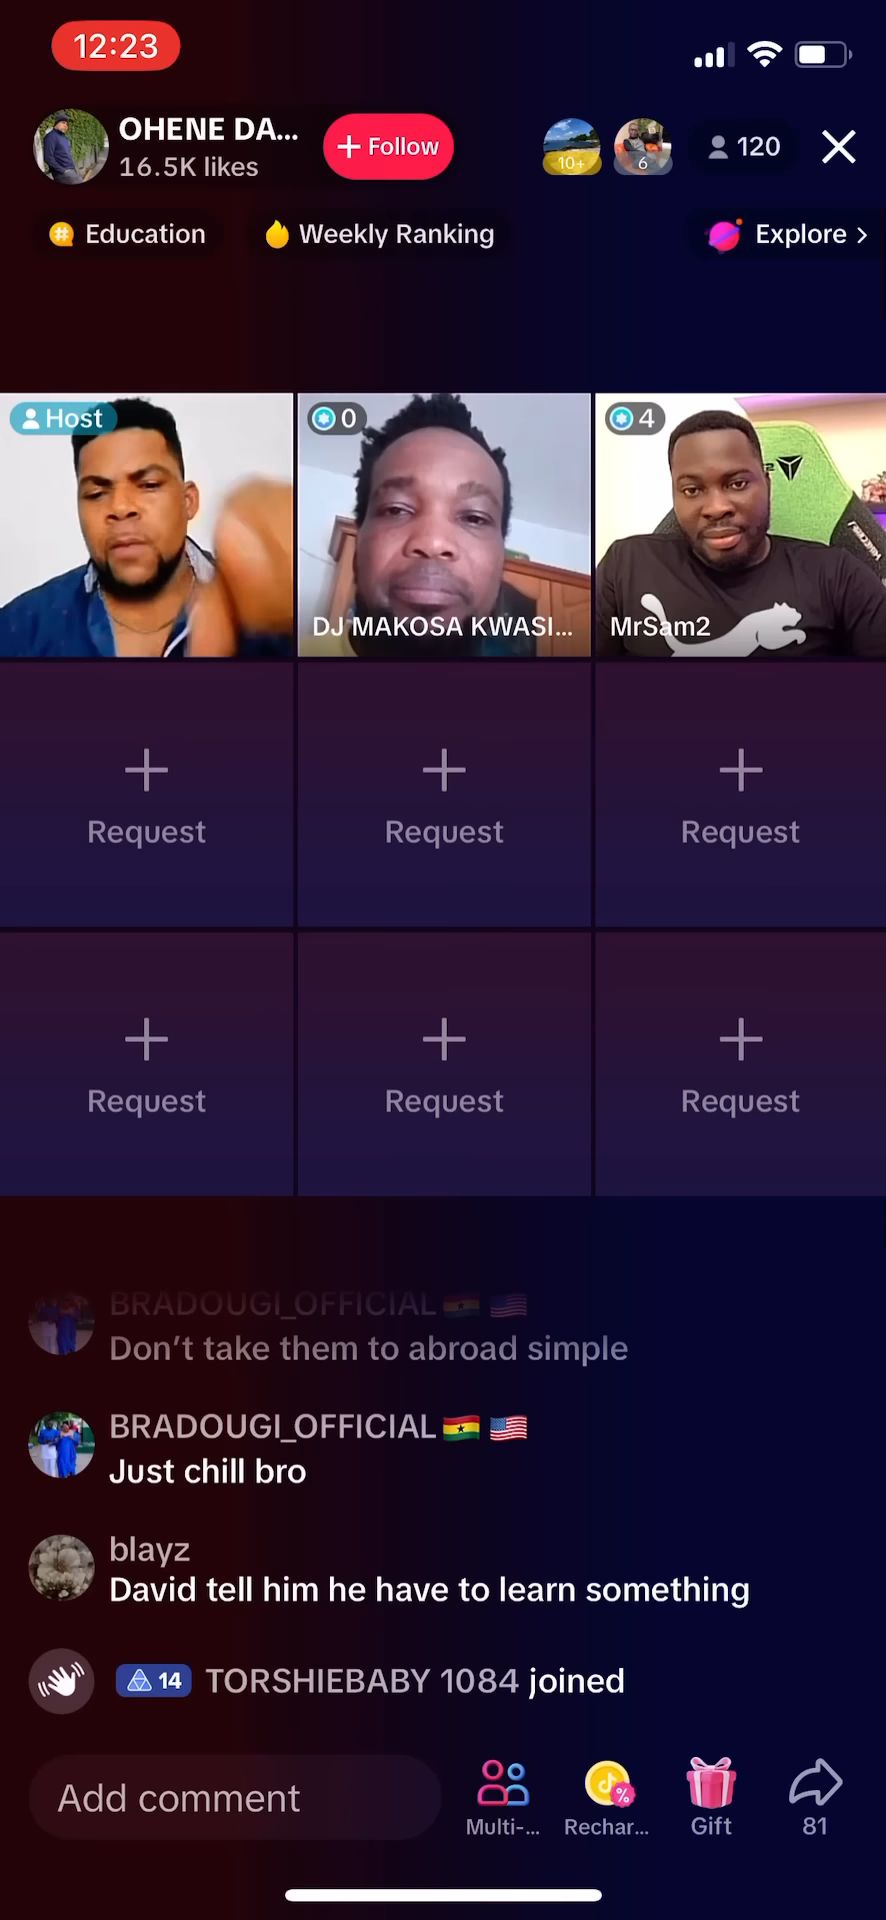 12:23
OHENE DA...
16.5K likes
+ Follow
10+
6
120
Education
Weekly Ranking
Explore >
Host
0
4
DJ MAKOSA KWASI...
MrSam2
Request
Request
Request
Request
Request
Request
BRADOUGI_OFFICIAL 🇬🇭 🇺🇸
Don't take them to abroad simple
BRADOUGI_OFFICIAL 🇬🇭 🇺🇸
Just chill bro
blayz
David tell him he have to learn something
14 TORSHIEBABY 1084 joined
Add comment
Multi-...
Rechar...
Gift
81